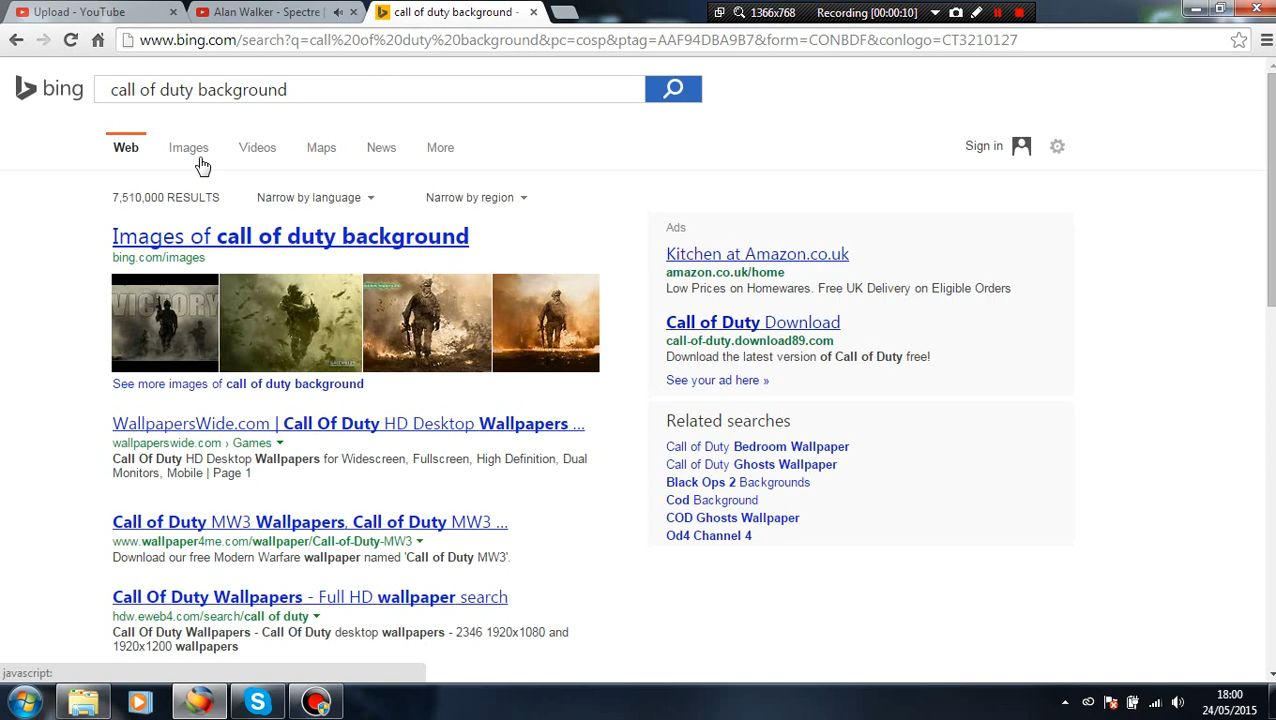 Upload - YouTube
Alan Walker - Spectre |
call of duty background -
1366x768
Recording [00:00:10]
www.bing.com/search?q=call%20of%20duty%20background&pc=cosp&ptag=AAF94DBA9B7&form=CONBDF&conlogo=CT3210127
bing
call of duty background
Web
Images
Videos
Maps
News
More
Sign in
7,510,000 RESULTS
Narrow by language
Narrow by region
Images of call of duty background
bing.com/images
VICTORY
See more images of call of duty background
WallpapersWide.com | Call Of Duty HD Desktop Wallpapers ...
wallpaperswide.com › Games
Call Of Duty HD Desktop Wallpapers for Widescreen, Fullscreen, High Definition, Dual
Monitors, Mobile | Page 1
Call of Duty MW3 Wallpapers, Call of Duty MW3 ...
www.wallpaper4me.com/wallpaper/Call-of-Duty-MW3
Download our free Modern Warfare wallpaper named 'Call of Duty MW3'.
Call Of Duty Wallpapers - Full HD wallpaper search
hdw.eweb4.com/search/call of duty
Call Of Duty Wallpapers - Call Of Duty desktop wallpapers - 2346 1920x1080 and
1920x1200 wallpapers
Ads
Kitchen at Amazon.co.uk
amazon.co.uk/home
Low Prices on Homewares. Free UK Delivery on Eligible Orders
Call of Duty Download
call-of-duty.download89.com
Download the latest version of Call of Duty free!
See your ad here »
Related searches
Call of Duty Bedroom Wallpaper
Call of Duty Ghosts Wallpaper
Black Ops 2 Backgrounds
Cod Background
COD Ghosts Wallpaper
Od4 Channel 4
javascript:
18:00
24/05/2015